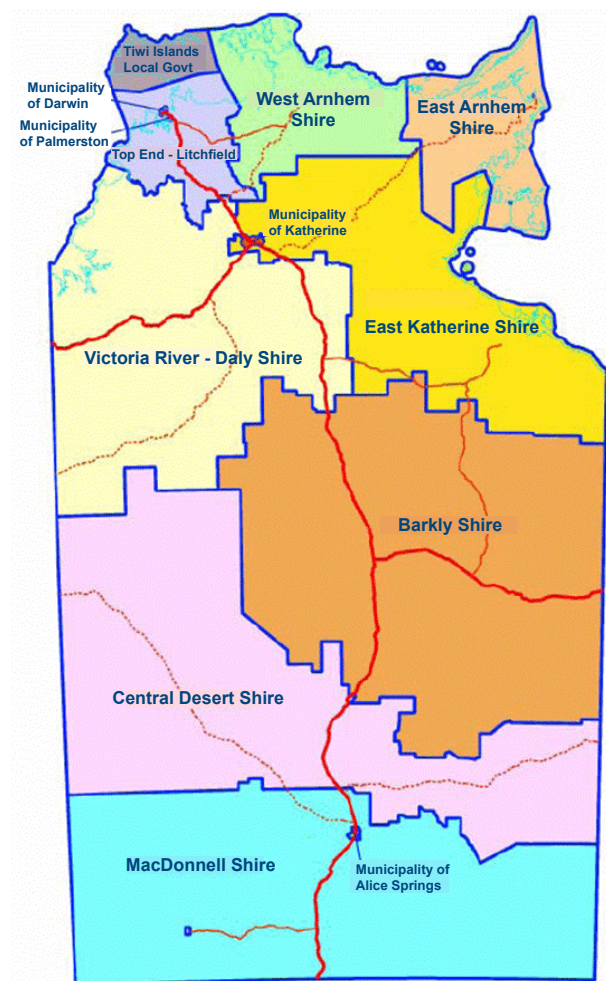 Tiwi Islands
Local Govt
Municipality
of Darwin
Municipality
of Palmerston
West Arnhem
Shire
East Arnhem
Shire
Top End - Litchfield
Municipality
of Katherine
East Katherine Shire
Victoria River - Daly Shire
Barkly Shire
Central Desert Shire
MacDonnell Shire
Municipality of
Alice Springs